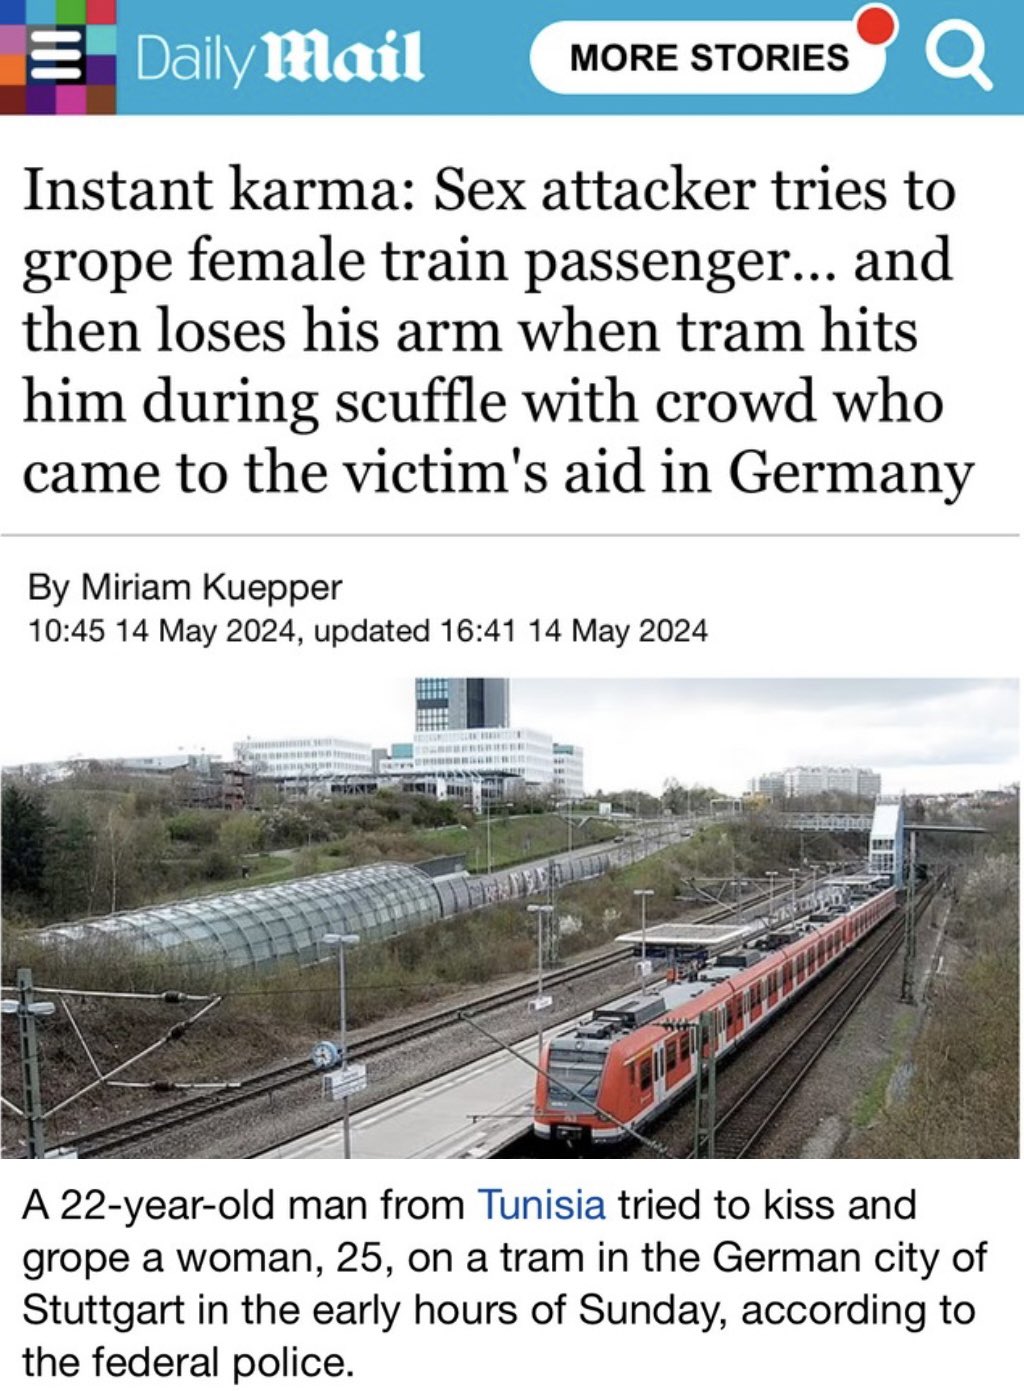 Daily Mail
MORE STORIES
Instant karma: Sex attacker tries to
grope female train passenger... and
then loses his arm when tram hits
him during scuffle with crowd who
came to the victim's aid in Germany
By Miriam Kuepper
10:45 14 May 2024, updated 16:41 14 May 2024
A 22-year-old man from Tunisia tried to kiss and
grope a woman, 25, on a tram in the German city of
Stuttgart in the early hours of Sunday, according to
the federal police.